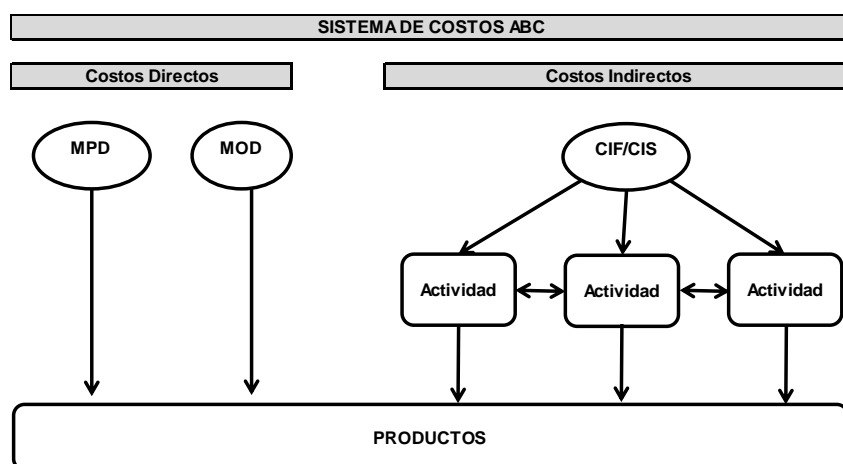 SISTEMA DE COSTOS ABC
Costos Directos
Costos Indirectos
MPD
MOD
CIF/CIS
Actividad
Actividad
Actividad
PRODUCTOS